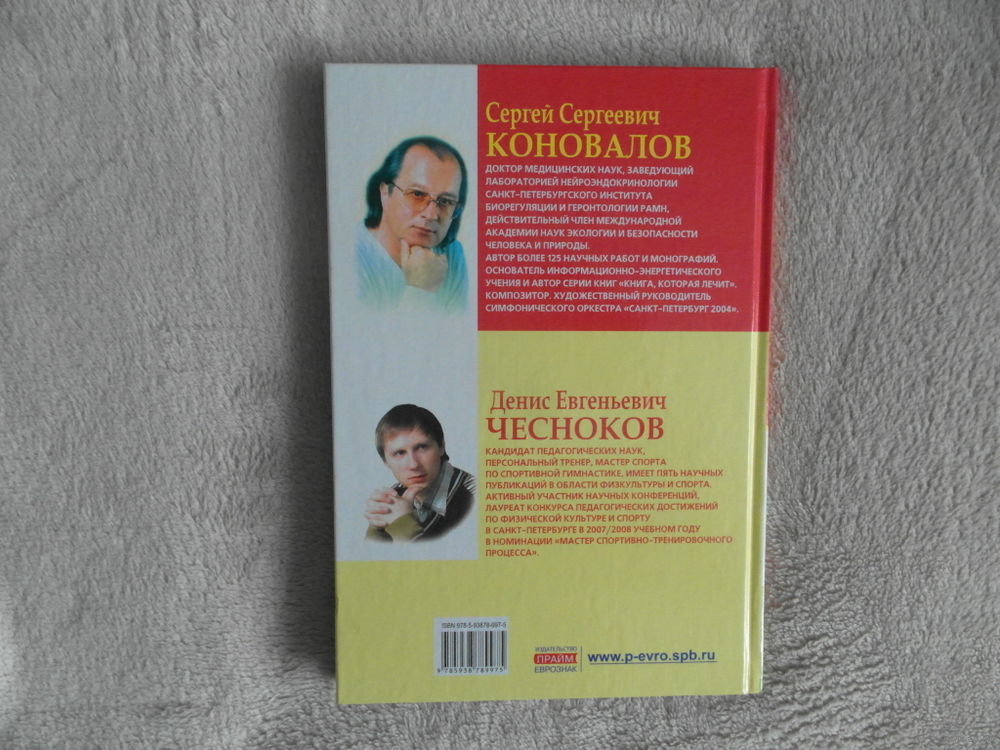 Сергей Сергеевич
КОНОВАЛОВ
ДОКТОР МЕДИЦИНСКИХ НАУК, ЗАВЕДУЮЩИЙ
ЛАБОРАТОРИЕЙ НЕЙРОЭНДОКРИНОЛОГИИ
САНКТ-ПЕТЕРБУРГСКОГО ИНСТИТУТА
БИОРЕГУЛЯЦИИ И ГЕРОНТОЛОГИИ РАМН,
ДЕЙСТВИТЕЛЬНЫЙ ЧЛЕН МЕЖДУНАРОДНОЙ
АКАДЕМИИ НАУК ЭКОЛОГИИ И БЕЗОПАСНОСТИ
ЧЕЛОВЕКА И ПРИРОДЫ.
АВТОР БОЛЕЕ 125 НАУЧНЫХ РАБОТ И МОНОГРАФИЙ.
ОСНОВАТЕЛЬ ИНФОРМАЦИОННО-ЭНЕРГЕТИЧЕСКОГО
УЧЕНИЯ И АВТОР СЕРИИ КНИГ «КНИГА, КОТОРАЯ ЛЕЧИТ».
КОМПОЗИТОР. ХУДОЖЕСТВЕННЫЙ РУКОВОДИТЕЛЬ
СИМФОНИЧЕСКОГО ОРКЕСТРА «САНКТ-ПЕТЕРБУРГ 2004».
Денис Евгеньевич
ЧЕСНОКОВ
КАНДИДАТ ПЕДАГОГИЧЕСКИХ НАУК,
ПЕРСОНАЛЬНЫЙ ТРЕНЕР, МАСТЕР СПОРТА
ПО СПОРТИВНОЙ ГИМНАСТИКЕ, ИМЕЕТ ПЯТЬ НАУЧНЫХ
ПУБЛИКАЦИЙ В ОБЛАСТИ ФИЗКУЛЬТУРЫ И СПОРТА.
АКТИВНЫЙ УЧАСТНИК НАУЧНЫХ КОНФЕРЕНЦИЙ,
ЛАУРЕАТ КОНКУРСА ПЕДАГОГИЧЕСКИХ ДОСТИЖЕНИЙ
ПО ФИЗИЧЕСКОЙ КУЛЬТУРЕ И СПОРТУ
В САНКТ-ПЕТЕРБУРГЕ В 2007/2008 УЧЕБНОМ ГОДУ
В НОМИНАЦИИ «МАСТЕР СПОРТИВНО-ТРЕНИРОВОЧНОГО
ПРОЦЕССА».
ISBN 978-5-93878-997-5
9 785938 789975
ИЗДАТЕЛЬСТВО
ПРАЙМ
ЕВРОЗНАК
www.p-evro.spb.ru